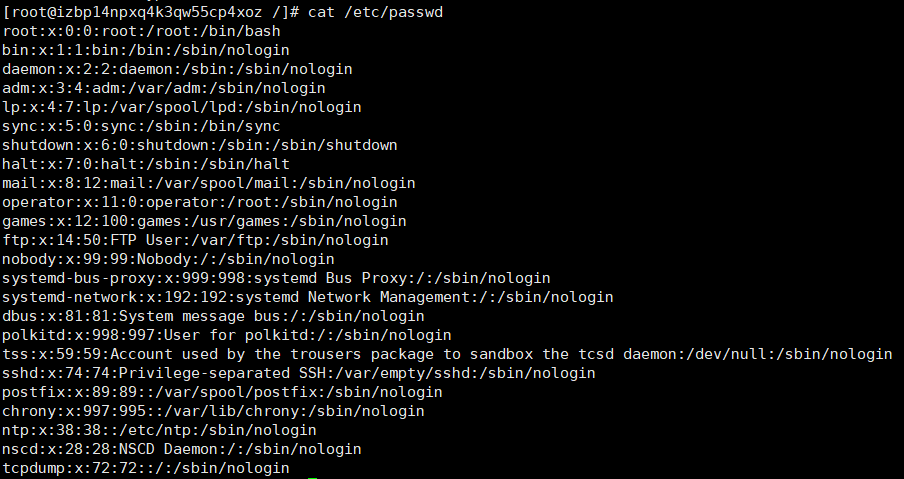 [root@izbp14npxq4k3qw55cp4xoz /]# cat /etc/passwd
root:x:0:0:root:/root:/bin/bash
bin:x:1:1:bin:/bin:/sbin/nologin
daemon:x:2:2:daemon:/sbin:/sbin/nologin
adm:x:3:4:adm:/var/adm:/sbin/nologin
lp:x:4:7:lp:/var/spool/lpd:/sbin/nologin
sync:x:5:0:sync:/sbin:/bin/sync
shutdown:x:6:0:shutdown:/sbin:/sbin/shutdown
halt:x:7:0:halt:/sbin:/sbin/halt
mail:x:8:12:mail:/var/spool/mail:/sbin/nologin
operator:x:11:0:operator:/root:/sbin/nologin
games:x:12:100:games:/usr/games:/sbin/nologin
ftp:x:14:50:FTP User:/var/ftp:/sbin/nologin
nobody:x:99:99:Nobody:/:/sbin/nologin
systemd-bus-proxy:x:999:998:systemd Bus Proxy:/:/sbin/nologin
systemd-network:x:192:192:systemd Network Management:/:/sbin/nologin
dbus:x:81:81:System message bus:/:/sbin/nologin
polkitd:x:998:997:User for polkitd:/:/sbin/nologin
tss:x:59:59:Account used by the trousers package to sandbox the tcsd daemon:/dev/null:/sbin/nologin
sshd:x:74:74:Privilege-separated SSH:/var/empty/sshd:/sbin/nologin
postfix:x:89:89::/var/spool/postfix:/sbin/nologin
chrony:x:997:995::/var/lib/chrony:/sbin/nologin
ntp:x:38:38::/etc/ntp:/sbin/nologin
nscd:x:28:28:NSCD Daemon:/:/sbin/nologin
tcpdump:x:72:72::/:/sbin/nologin